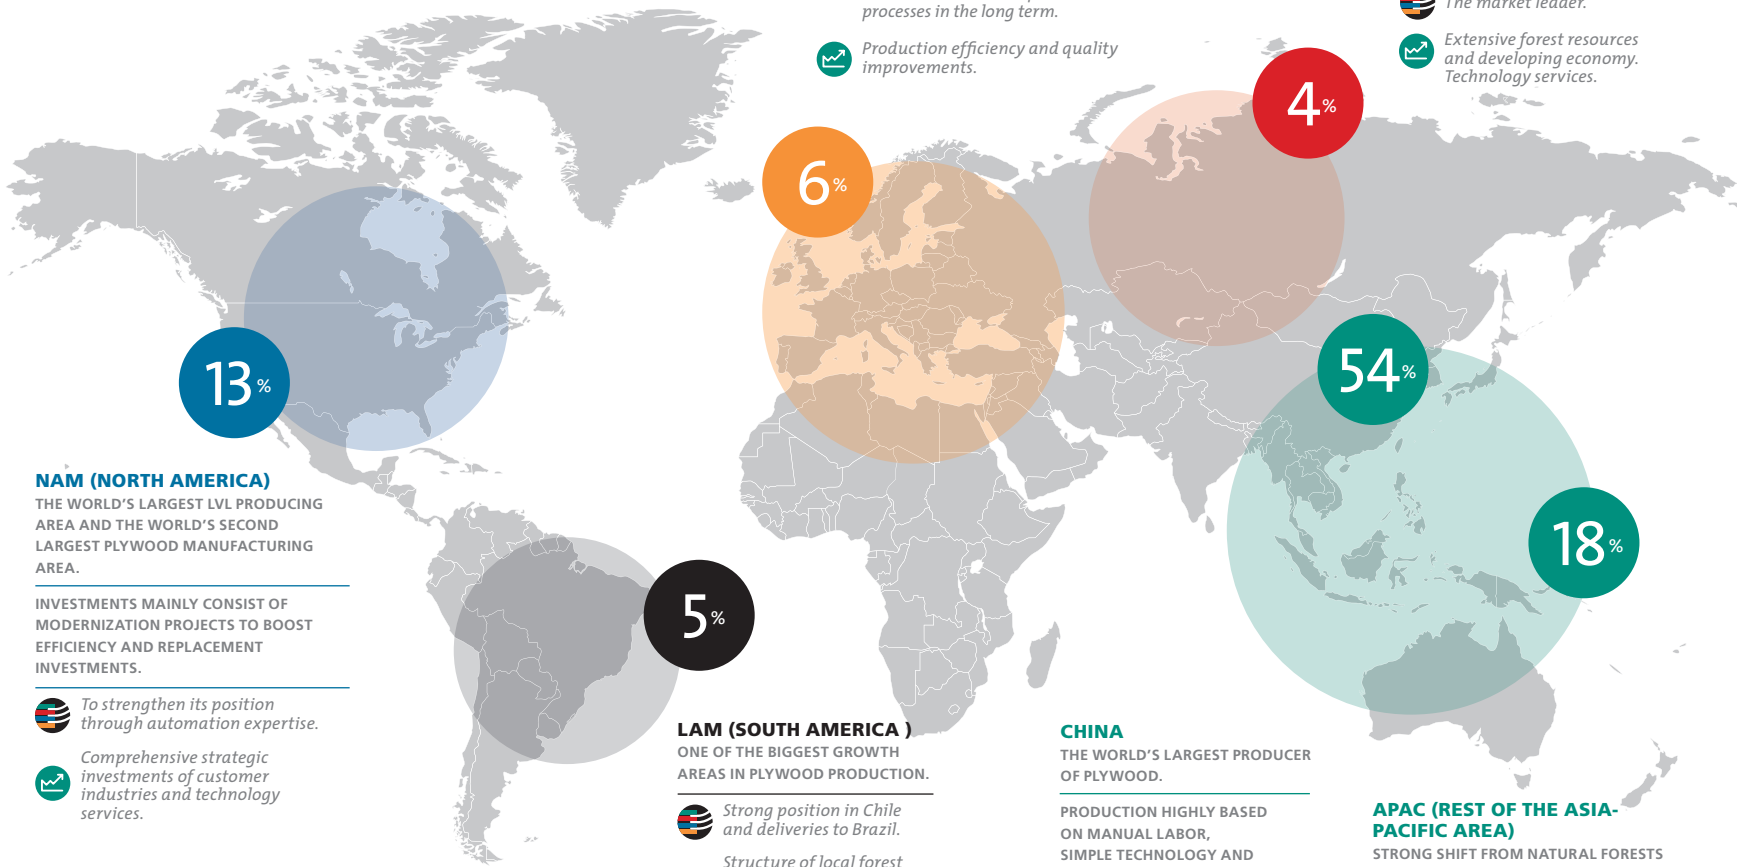 processes in the long term.
Production efficiency and quality
improvements.
The market leader.
Extensive forest resources
and developing economy.
Technology services.
4%
6%
54%
13%
18%
5%
NAM (NORTH AMERICA)
THE WORLD'S LARGEST LVL PRODUCING
AREA AND THE WORLD'S SECOND
LARGEST PLYWOOD MANUFACTURING
AREA.
INVESTMENTS MAINLY CONSIST OF
MODERNIZATION PROJECTS TO BOOST
EFFICIENCY AND REPLACEMENT
INVESTMENTS.
To strengthen its position
through automation expertise.
Comprehensive strategic
investments of customer
industries and technology
services.
LAM (SOUTH AMERICA )
ONE OF THE BIGGEST GROWTH
AREAS IN PLYWOOD PRODUCTION.
Strong position in Chile
and deliveries to Brazil.
Structure of local forest
CHINA
THE WORLD'S LARGEST PRODUCER
OF PLYWOOD.
PRODUCTION HIGHLY BASED
ON MANUAL LABOR,
SIMPLE TECHNOLOGY AND
APAC (REST OF THE ASIA-
PACIFIC AREA)
STRONG SHIFT FROM NATURAL FORESTS